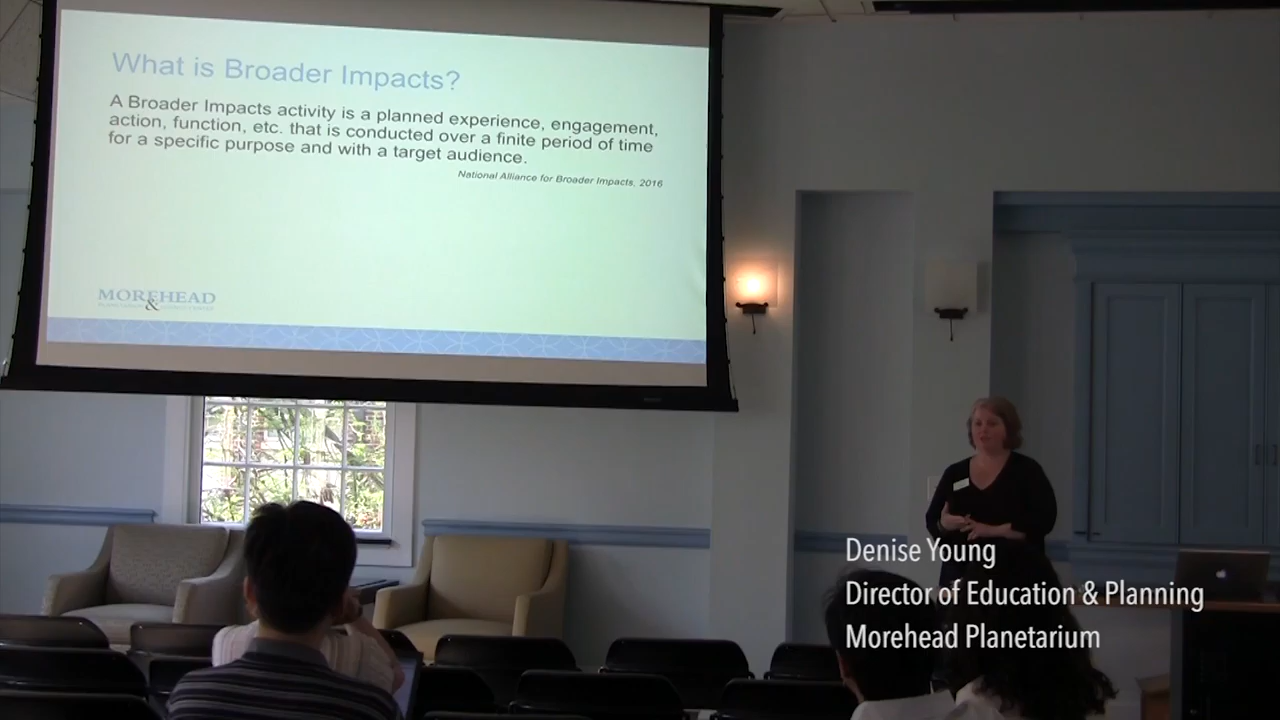 What is Broader Impacts?
A Broader Impacts activity is a planned experience, engagement,
action, function, etc. that is conducted over a finite period of time
for a specific purpose and with a target audience.
National Alliance for Broader Impacts, 2016
MOREHEAD
&
Denise Young
Director of Education & Planning
Morehead Planetarium